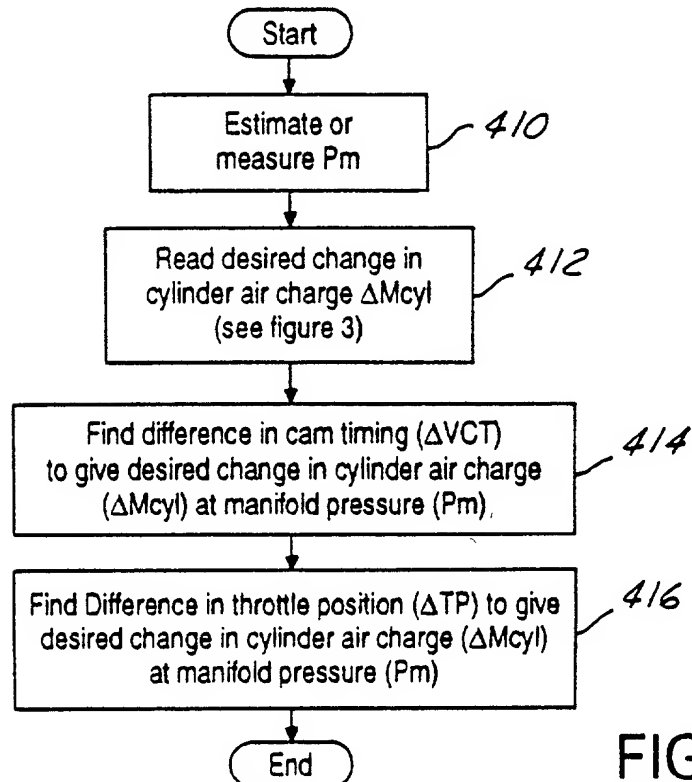 Start
Estimate or
measure Pm
410
Read desired change in
cylinder air charge ΔMcyl
(see figure 3)
412
Find difference in cam timing (ΔVCT)
to give desired change in cylinder air charge
(ΔMcyl) at manifold pressure (Pm)
414
Find Difference in throttle position (ΔTP) to give
desired change in cylinder air charge (ΔMcyl)
at manifold pressure (Pm)
416
End
FIG